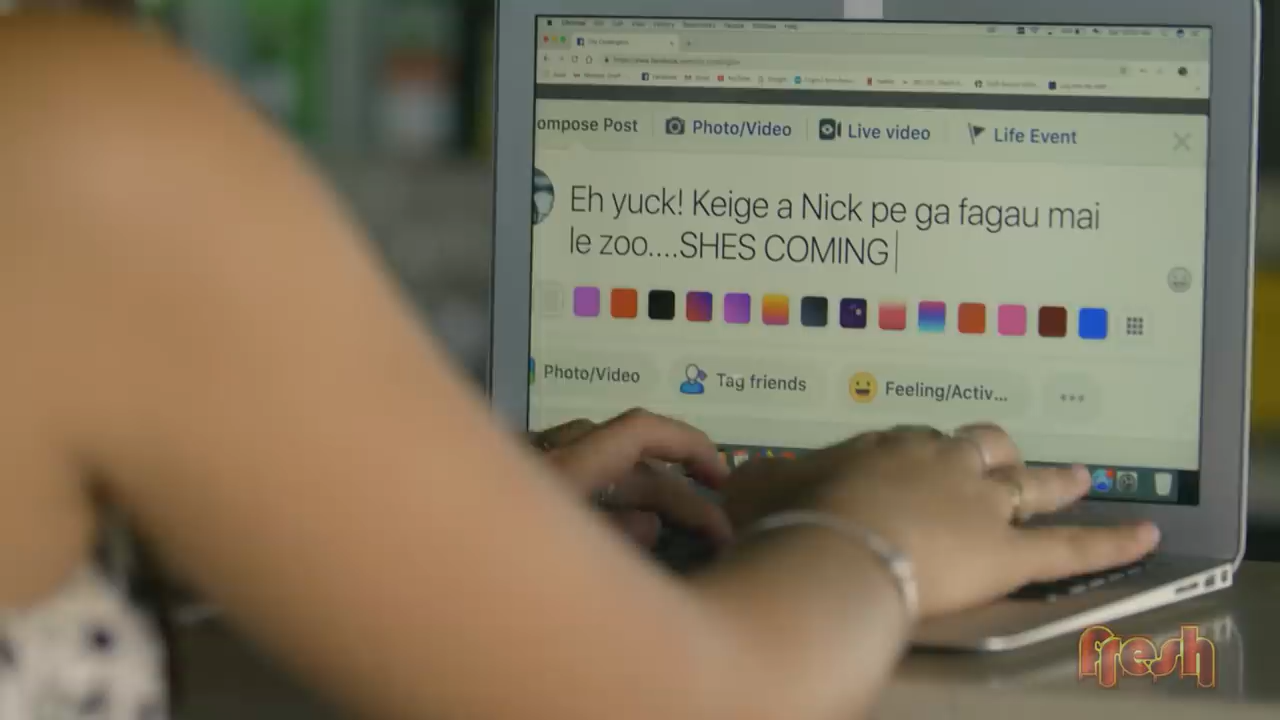 ompose Post
Photo/Video
Live video
Life Event
Eh yuck! Keige a Nick pe ga fagau mai
le zoo....SHES COMING
Photo/Video
Tag friends
Feeling/Activ...
fresh